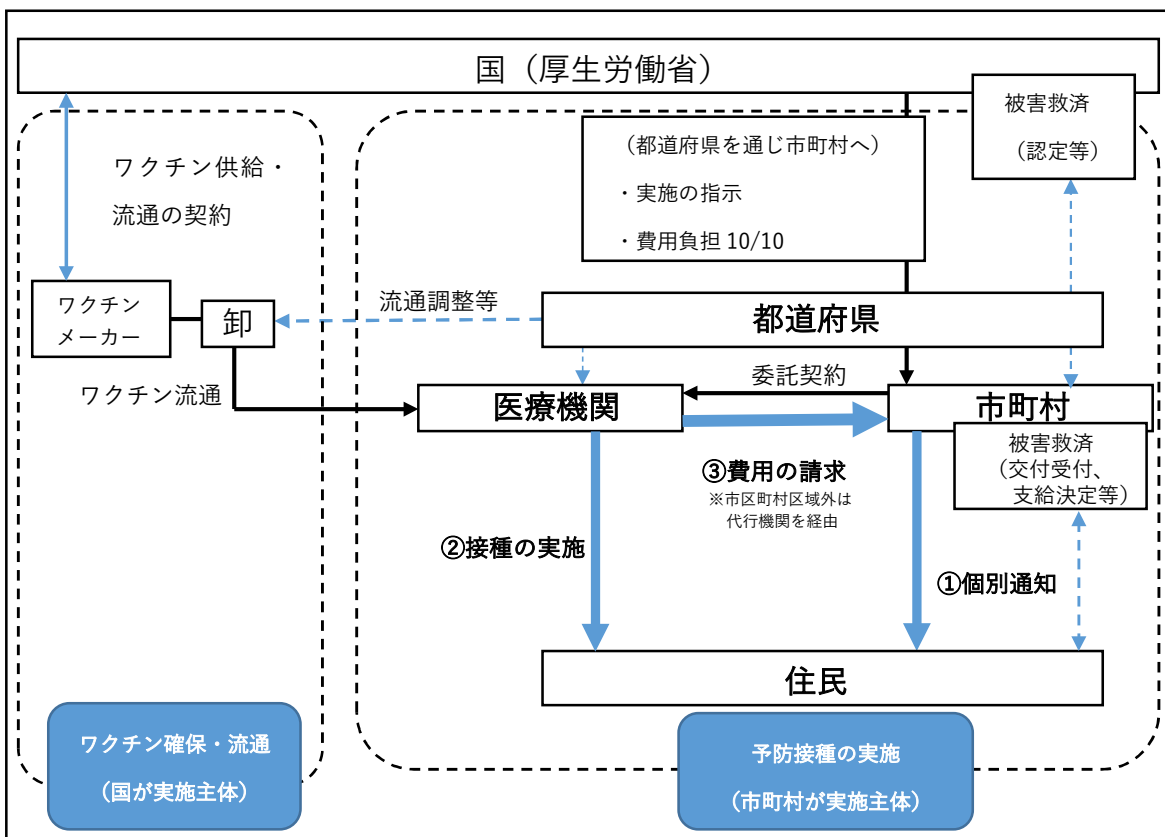 国（厚生労働省）
被害救済
（認定等）
（都道府県を通じ市町村へ）
・実施の指示
・費用負担 10/10
ワクチン供給・
流通の契約
ワクチン
メーカー
卸
流通調整等
都道府県
ワクチン流通
委託契約
医療機関
市町村
被害救済
（交付受付、
支給決定等）
③費用の請求
※市区町村区域外は
代行機関を経由
②接種の実施
①個別通知
住民
ワクチン確保・流通
（国が実施主体）
予防接種の実施
（市町村が実施主体）